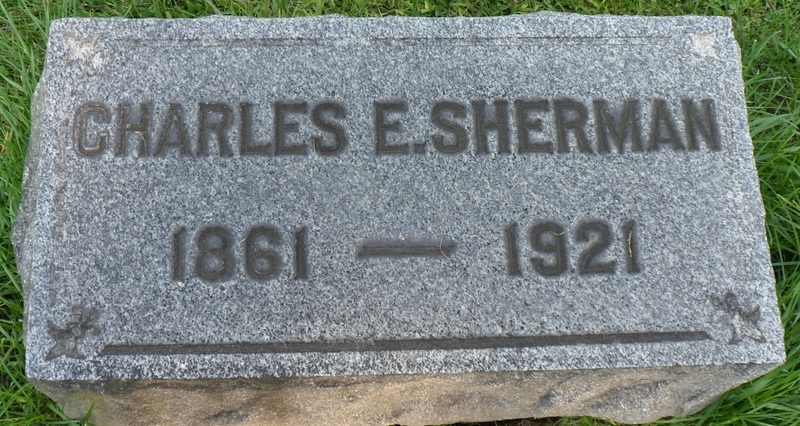 CHARLES E. SHERMAN
1861 — 1921